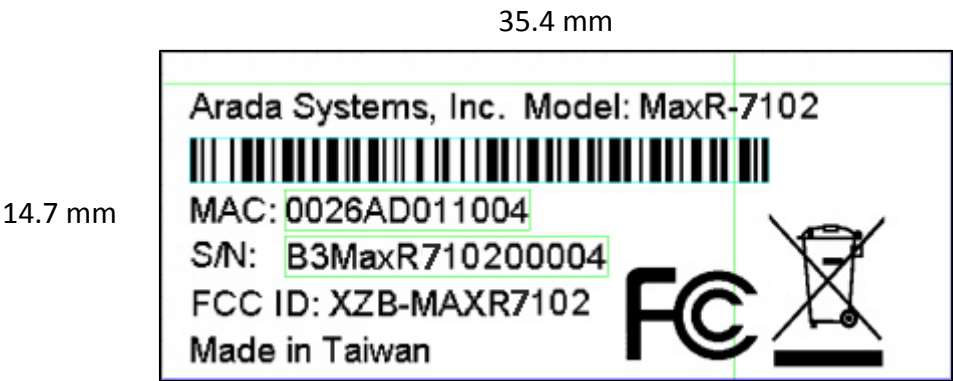 35.4 mm
14.7 mm
Arada Systems, Inc. Model: MaxR-7102
MAC: 0026AD011004
S/N: B3MaxR710200004
FCC ID: XZB-MAXR7102
Made in Taiwan
FC